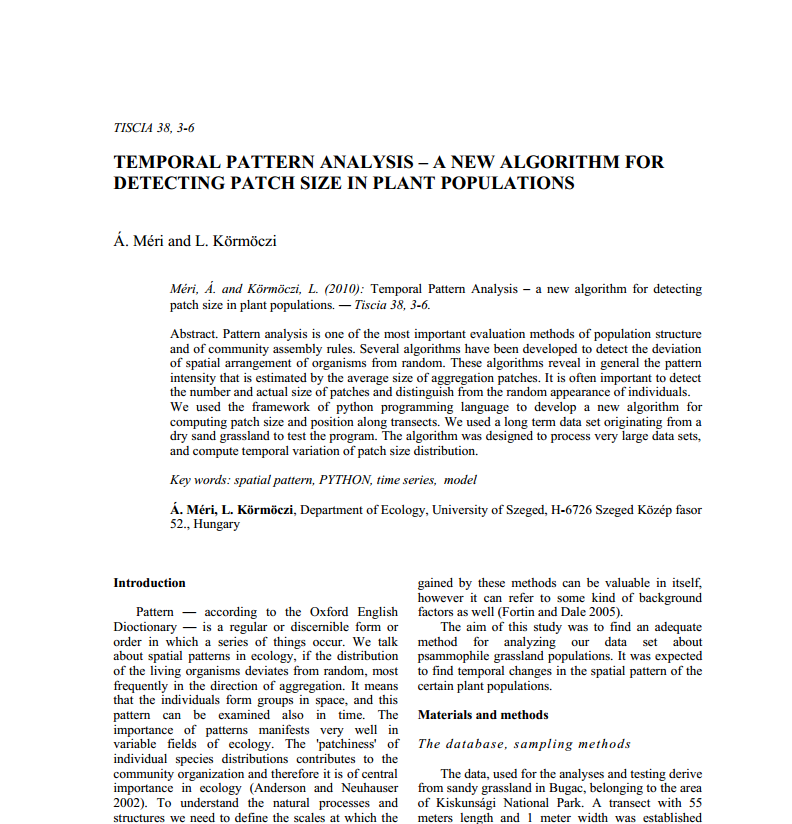 TISCIA 38, 3-6
TEMPORAL PATTERN ANALYSIS – A NEW ALGORITHM FOR
DETECTING PATCH SIZE IN PLANT POPULATIONS
Á. Méri and L. Körmöczi
Méri, Á. and Körmöczi, L. (2010): Temporal Pattern Analysis – a new algorithm for detecting
patch size in plant populations. — Tiscia 38, 3-6.
Abstract. Pattern analysis is one of the most important evaluation methods of population structure
and of community assembly rules. Several algorithms have been developed to detect the deviation
of spatial arrangement of organisms from random. These algorithms reveal in general the pattern
intensity that is estimated by the average size of aggregation patches. It is often important to detect
the number and actual size of patches and distinguish from the random appearance of individuals.
We used the framework of python programming language to develop a new algorithm for
computing patch size and position along transects. We used a long term data set originating from a
dry sand grassland to test the program. The algorithm was designed to process very large data sets,
and compute temporal variation of patch size distribution.
Key words: spatial pattern, PYTHON, time series, model
Á. Méri, L. Körmöczi, Department of Ecology, University of Szeged, H-6726 Szeged Közép fasor
52., Hungary
Introduction
Pattern — according to the Oxford English
Dioctionary — is a regular or discernible form or
order in which a series of things occur. We talk
about spatial patterns in ecology, if the distribution
of the living organisms deviates from random, most
frequently in the direction of aggregation. It means
that the individuals form groups in space, and this
pattern can be examined also in time. The
importance of patterns manifests very well in
variable fields of ecology. The 'patchiness' of
individual species distributions contributes to the
community organization and therefore it is of central
importance in ecology (Anderson and Neuhauser
2002). To understand the natural processes and
structures we need to define the scales at which the
gained by these methods can be valuable in itself,
however it can refer to some kind of background
factors as well (Fortin and Dale 2005).
The aim of this study was to find an adequate
method for analyzing our data set about
psammophile grassland populations. It was expected
to find temporal changes in the spatial pattern of the
certain plant populations.
Materials and methods
The database, sampling methods
The data, used for the analyses and testing derive
from sandy grassland in Bugac, belonging to the area
of Kiskunsági National Park. A transect with 55
meters length and 1 meter width was established